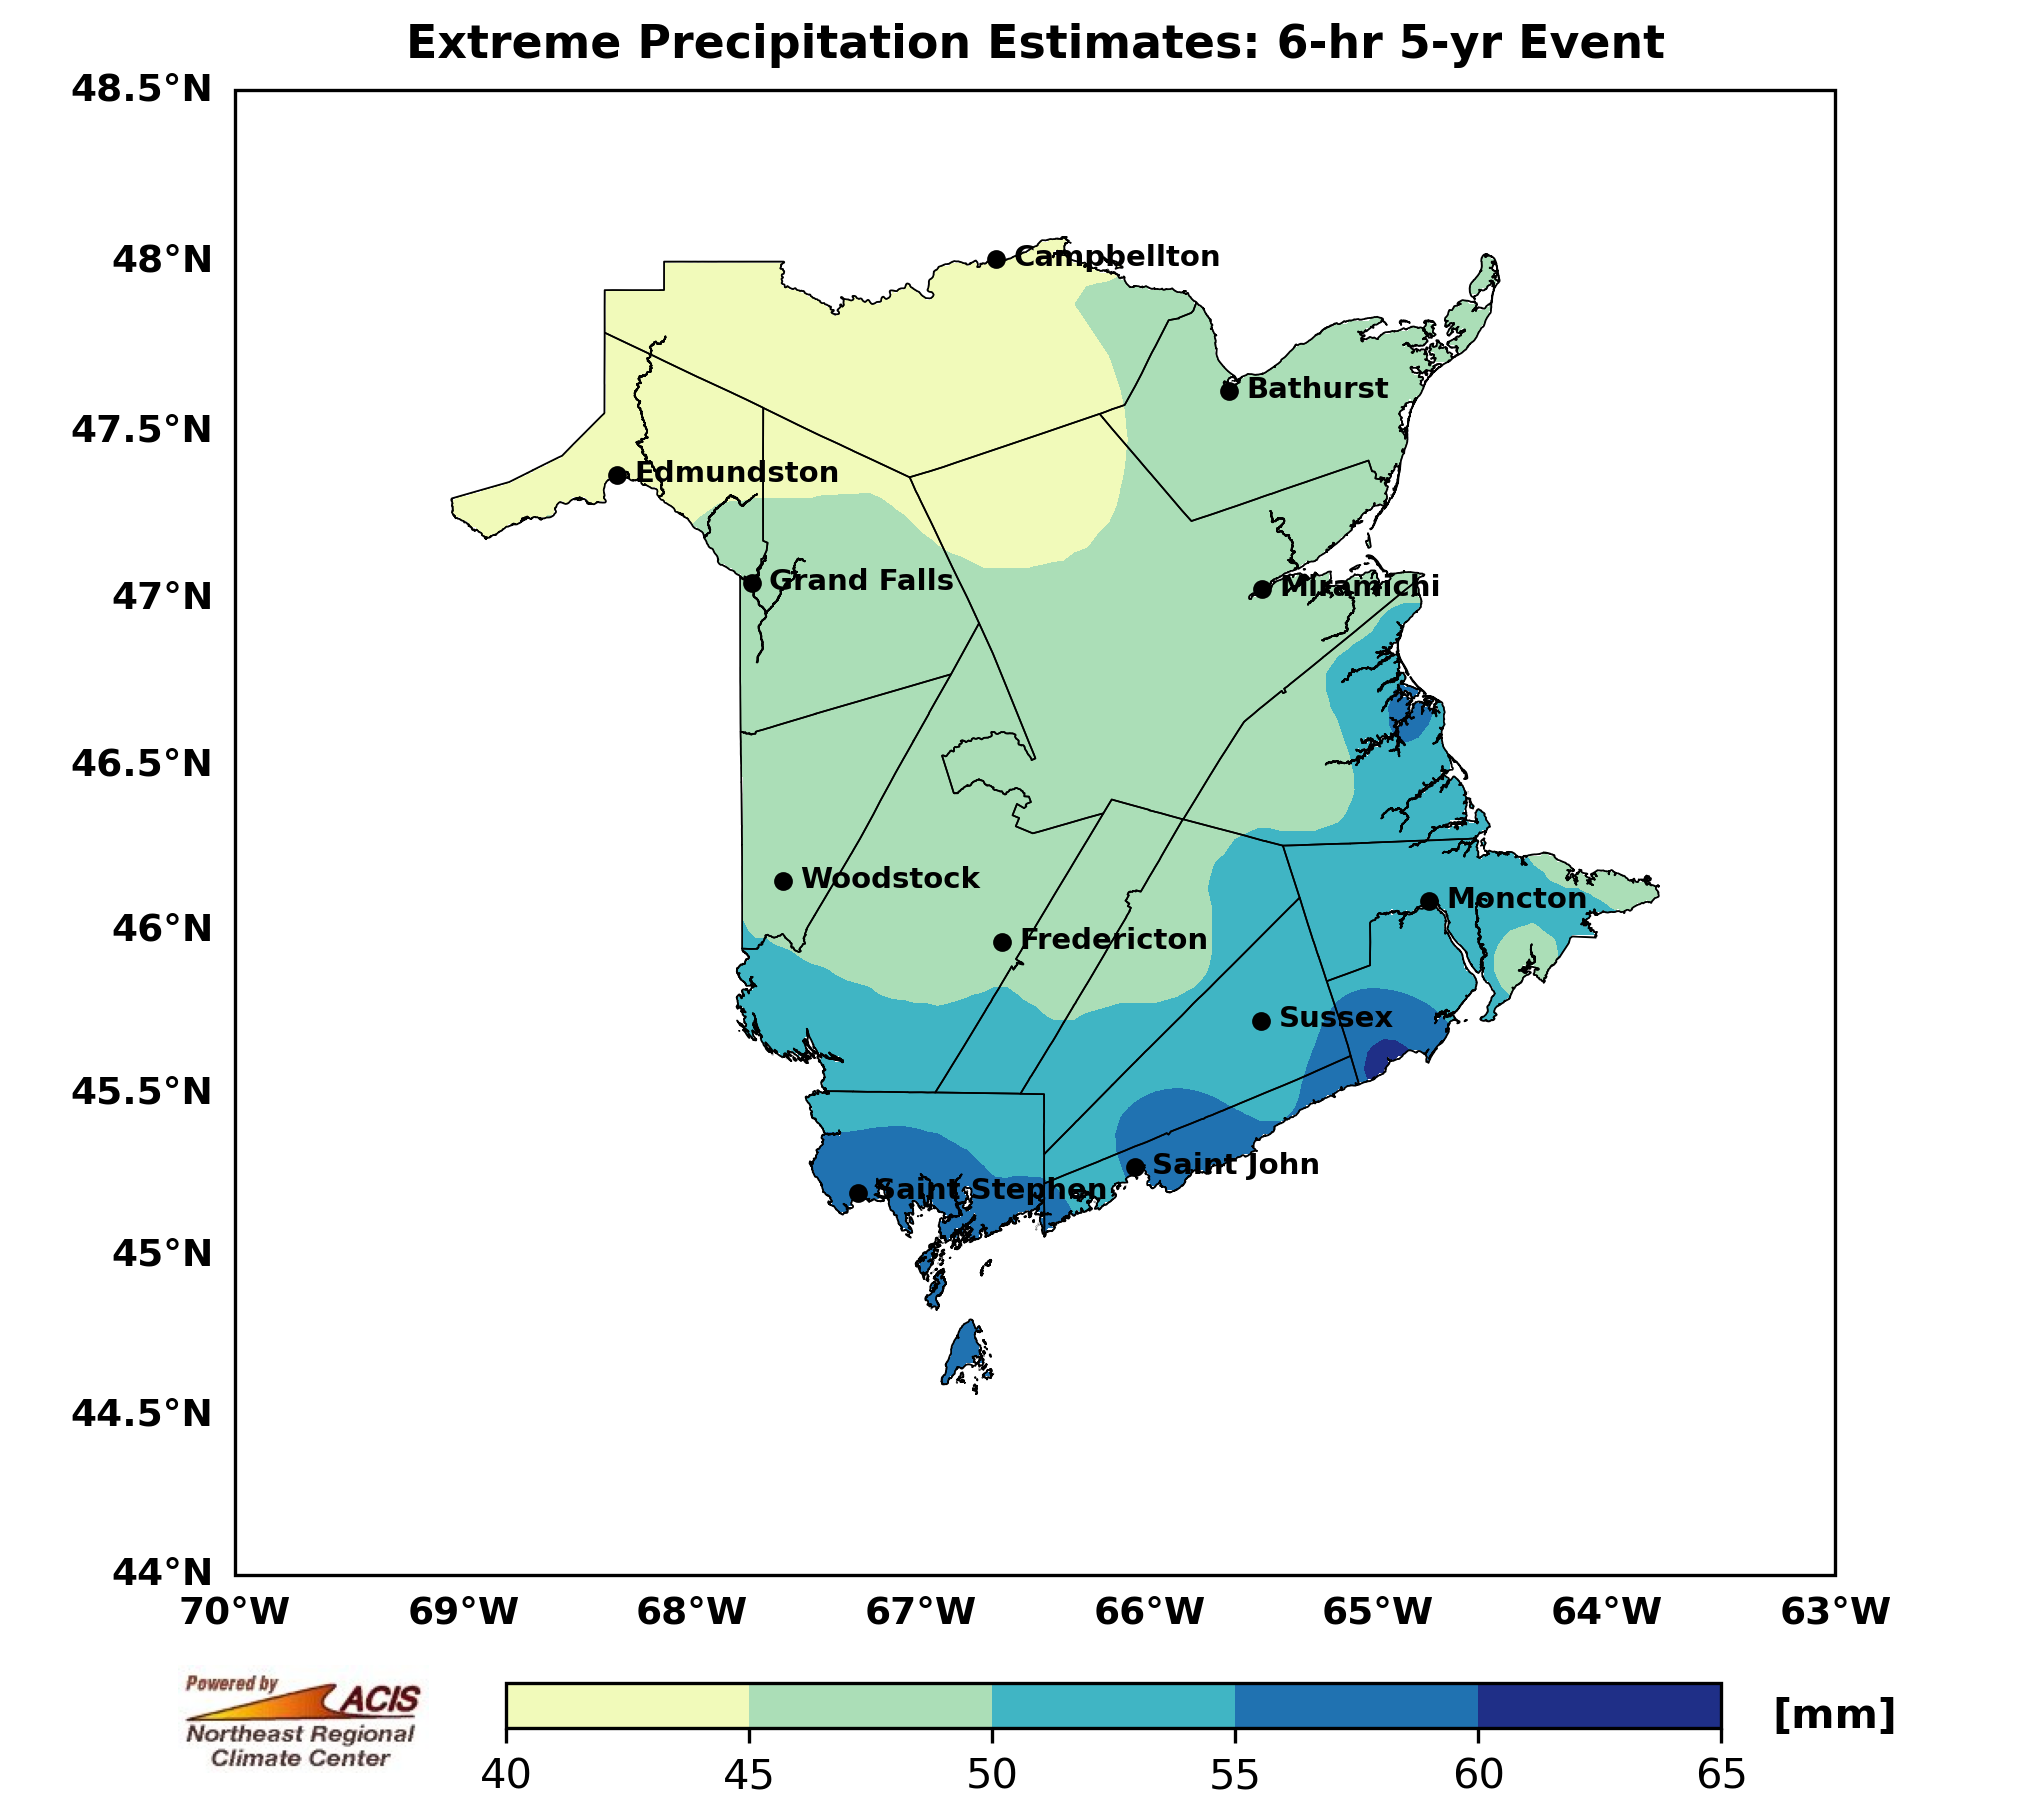 Extreme Precipitation Estimates: 6-hr 5-yr Event
48.5°N
48°N
47.5°N
47°N
46.5°N
46°N
45.5°N
45°N
44.5°N
44°N
Campbellton
Bathurst
Edmundston
Grand Falls
Miramichi
Woodstock
Moncton
Fredericton
Sussex
Saint John
Saint Stephen
70°W 69°W 68°W 67°W 66°W 65°W 64°W 63°W
Powered by
ACIS
Northeast Regional
Climate Center
[mm]
40 45 50 55 60 65